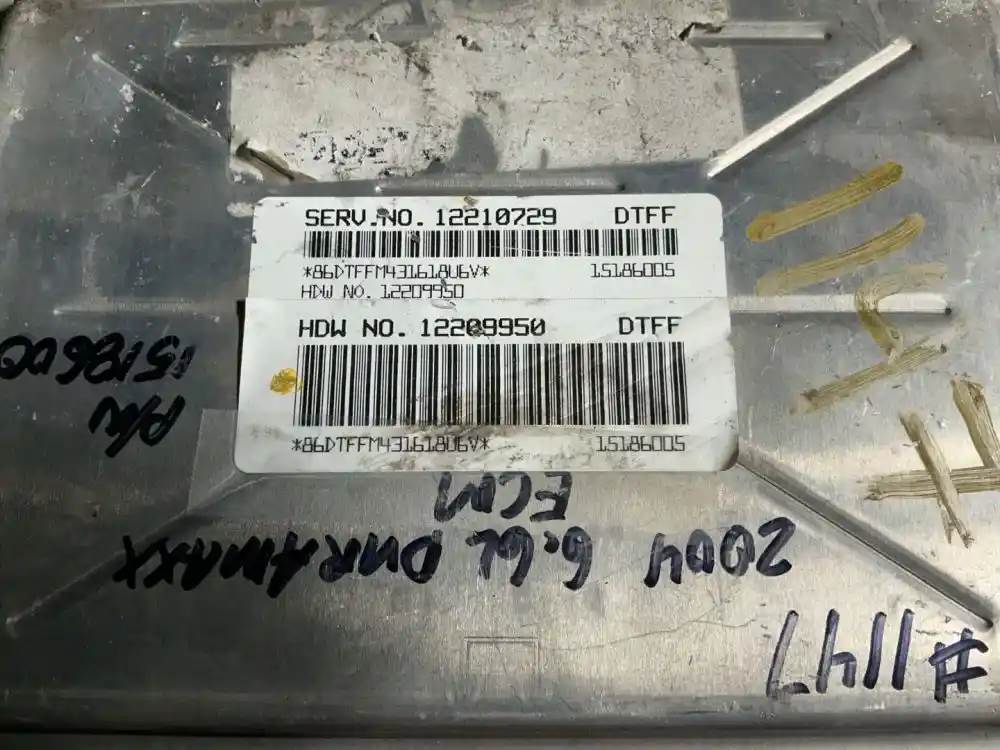 SERV.NO. 12210729 DTFF
*86DTFFM431618U6V* 15186005
HDW NO. 12209950
HDW NO. 12209950 DTFF
*86DTFFM431618U6V* 15186005
P/N
2004 6.6L DURAMAX
ECM
#1147